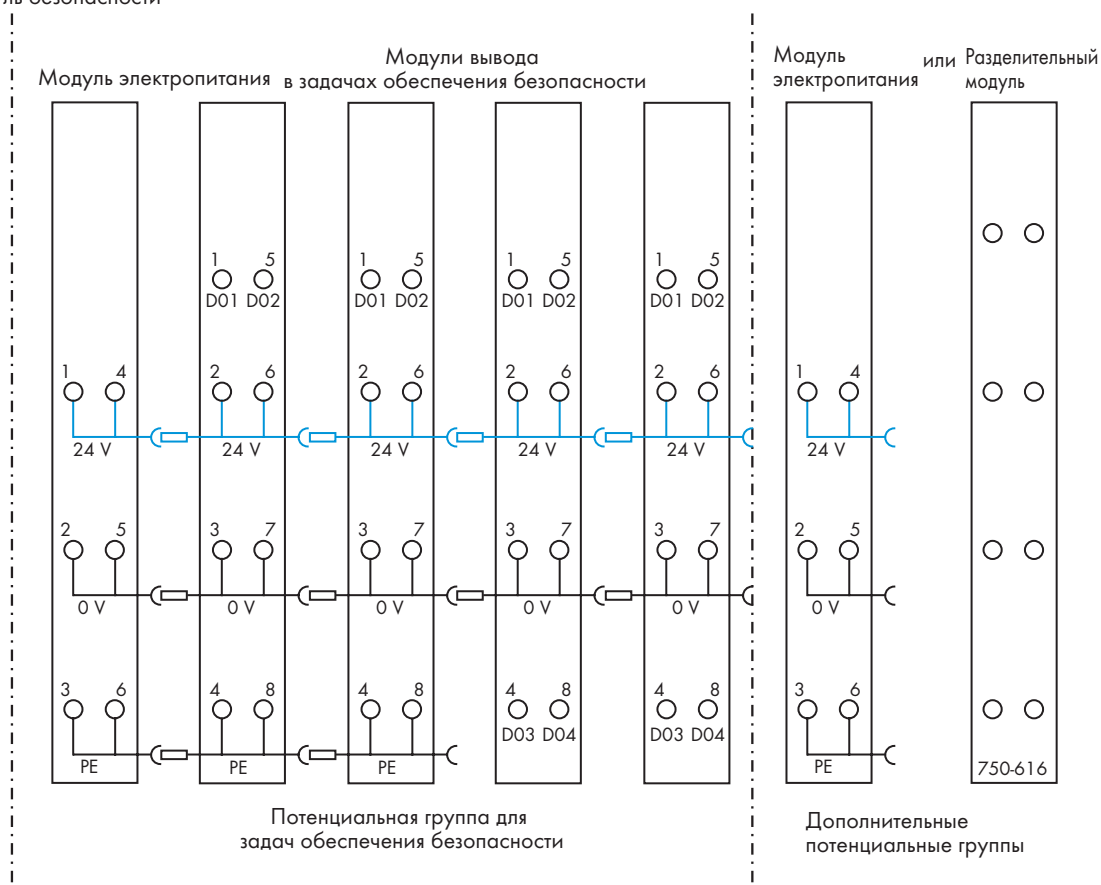 Модули вывода
в задачах обеспечения безопасности
Модуль электропитания
Модуль
электропитания
или
Разделительный
модуль
1 5 1 5 1 5 1 5
D01 D02 D01 D02 D01 D02 D01 D02
1 4 2 6 2 6 2 6 2 6 1 4
24 V 24 V 24 V 24 V 24 V 24 V
2 5 3 7 3 7 3 7 3 7 2 5
0 V 0 V 0 V 0 V 0 V 0 V
3 6 4 8 4 8 4 8 4 8 3 6
D03 D04 D03 D04
PE PE PE PE 750-616
Потенциальная группа для
задач обеспечения безопасности
Дополнительные
потенциальные группы